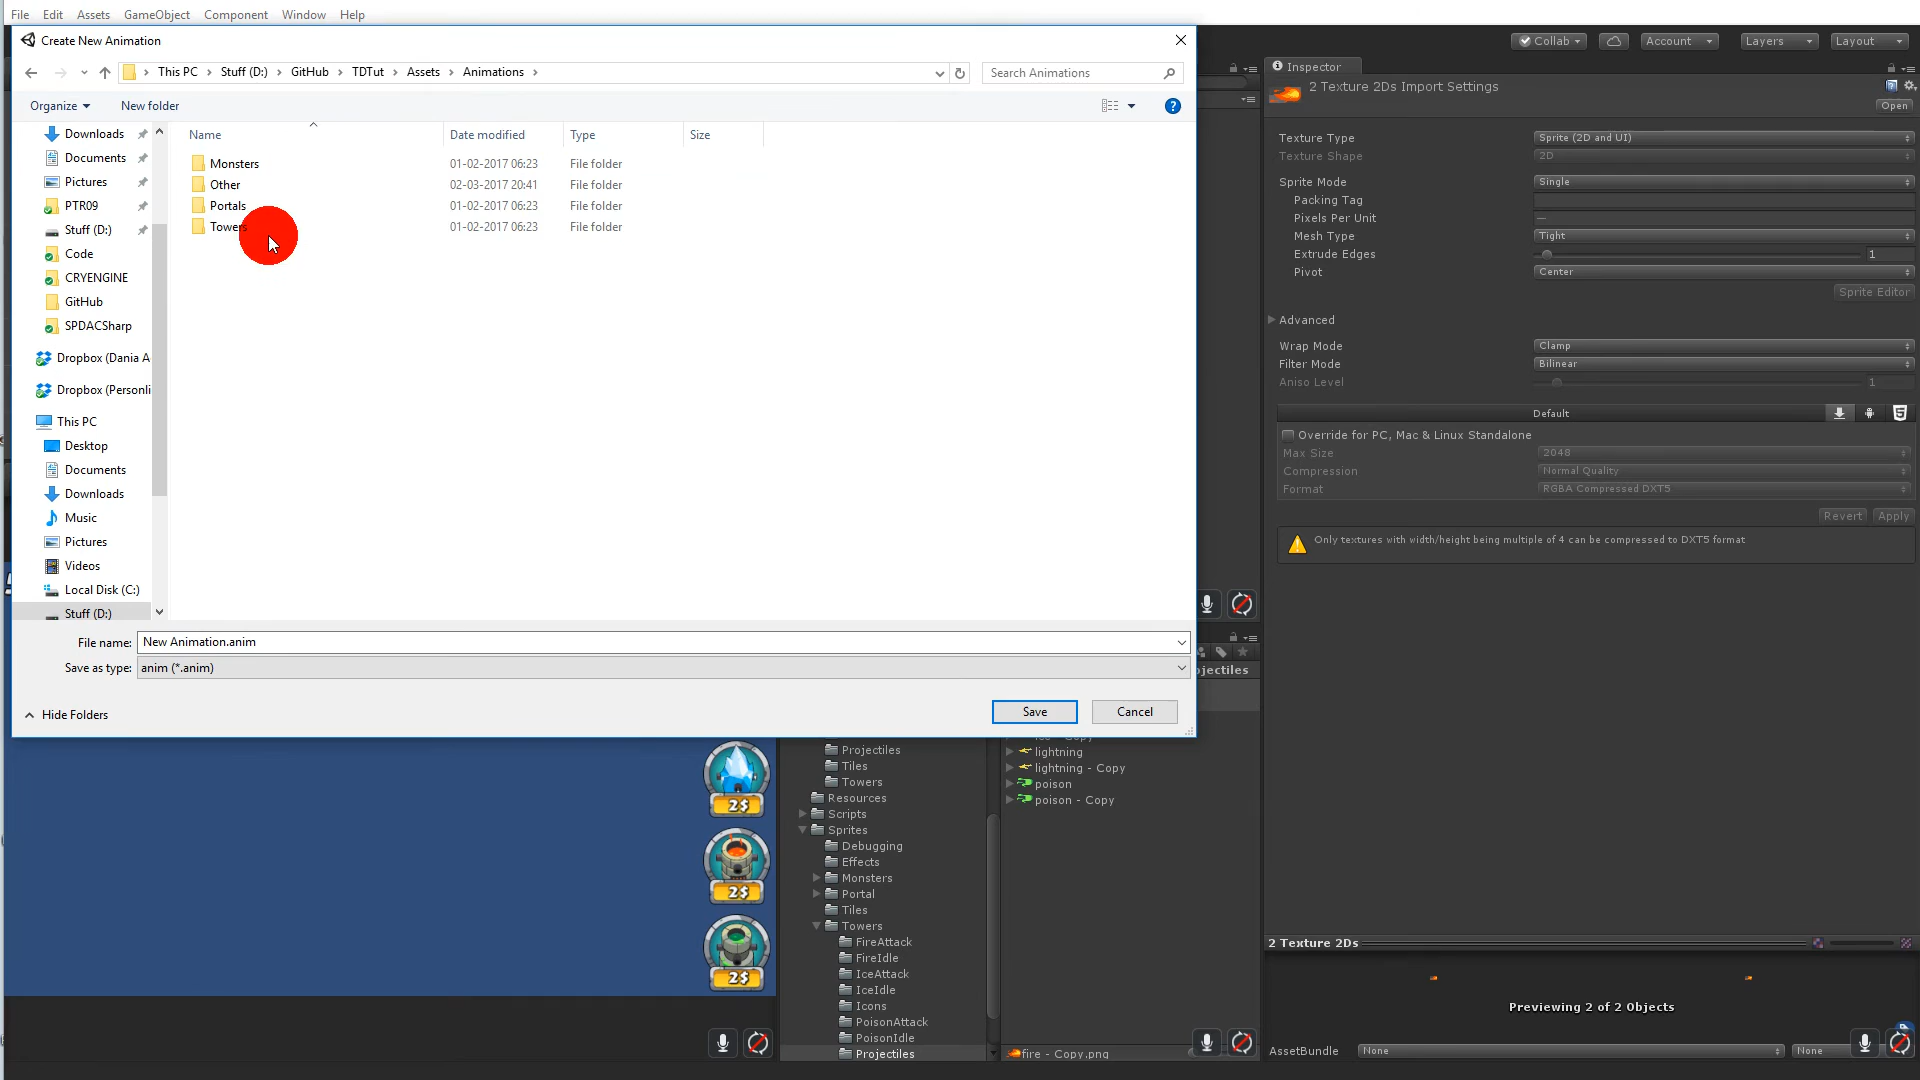 File Edit Assets GameObject Component Window Help
Create New Animation
This PC Stuff (D:) GitHub TDTut Assets Animations
Search Animations
Organize New folder
Name Date modified Type Size
Monsters 01-02-2017 06:23 File folder
Other 02-03-2017 20:41 File folder
Portals 01-02-2017 06:23 File folder
Towers 01-02-2017 06:23 File folder
Downloads
Documents
Pictures
PTR09
Stuff (D:)
Code
CRYENGINE
GitHub
SPDACSharp
Dropbox (Dania A
Dropbox (Personli
This PC
Desktop
Documents
Downloads
Music
Pictures
Videos
Local Disk (C:)
Stuff (D:)
File name: New Animation.anim
Save as type: anim (*.anim)
Hide Folders
Save Cancel
Collab Account Layers Layout
Inspector
2 Texture 2Ds Import Settings
Open
Texture Type Sprite (2D and UI)
Texture Shape 2D
Sprite Mode Single
Packing Tag
Pixels Per Unit —
Mesh Type Tight
Extrude Edges 1
Pivot Center
Sprite Editor
Advanced
Wrap Mode Clamp
Filter Mode Bilinear
Aniso Level 1
Default
Override for PC, Mac & Linux Standalone
Max Size 2048
Compression Normal Quality
Format RGBA Compressed DXT5
Revert Apply
Only textures with width/height being multiple of 4 can be compressed to DXT5 format
2 Texture 2Ds
Previewing 2 of 2 Objects
AssetBundle None None
ojectiles
lightning
lightning - Copy
poison
poison - Copy
fire - Copy.png
Projectiles
Tiles
Towers
Resources
Scripts
Sprites
Debugging
Effects
Monsters
Portal
Tiles
Towers
FireAttack
FireIdle
IceAttack
IceIdle
Icons
PoisonAttack
PoisonIdle
Projectiles
2$
2$
2$